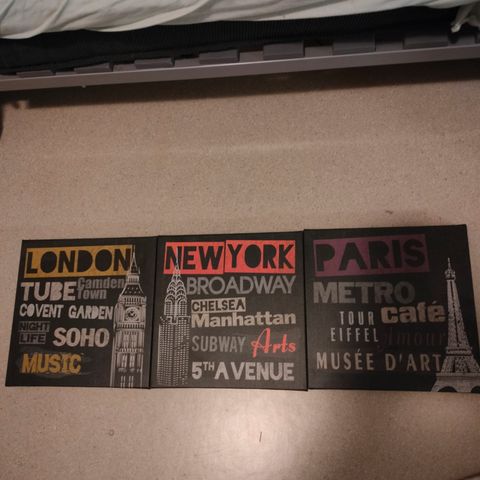 LONDON
TUBE Camden Town
COVENT GARDEN
NIGHT LIFE SOHO
MUSIC
NEW YORK
BROADWAY
CHELSEA
Manhattan
SUBWAY Arts
5TH AVENUE
PARIS
METRO
TOUR EIFFEL café
amour
MUSÉE D'ART